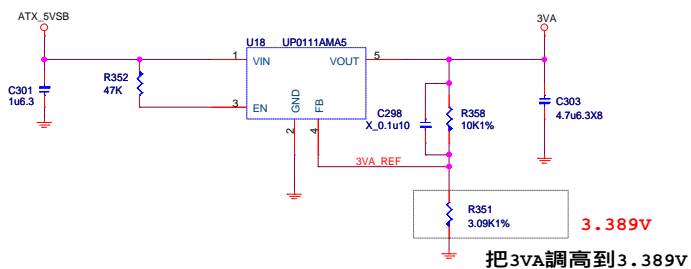 ATX_5VSB
3VA
U18
UP0111AMA5
1
VIN
VOUT
5
R352
47K
C301
1u6.3
3
EN
GND
FB
2
4
C298
X_0.1u10
R358
10K1%
C303
4.7u6.3X8
3VA_REF
R351
3.09K1%
3.389V
把3VA調高到3.389V